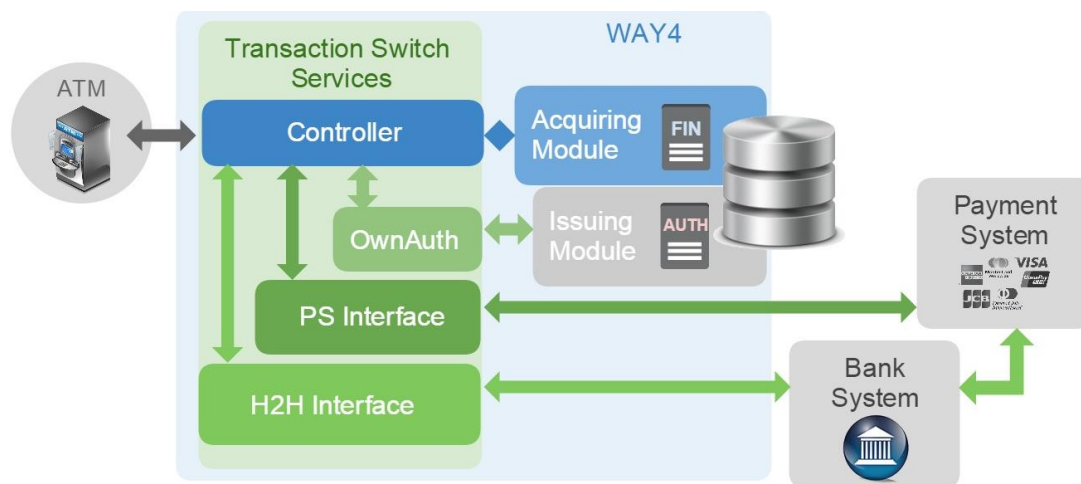 WAY4
Transaction Switch
Services
ATM
Controller
Acquiring
Module
FIN
OwnAuth
Issuing
Module
AUTH
Payment
System
VISA
JCB
PS Interface
H2H Interface
Bank
System